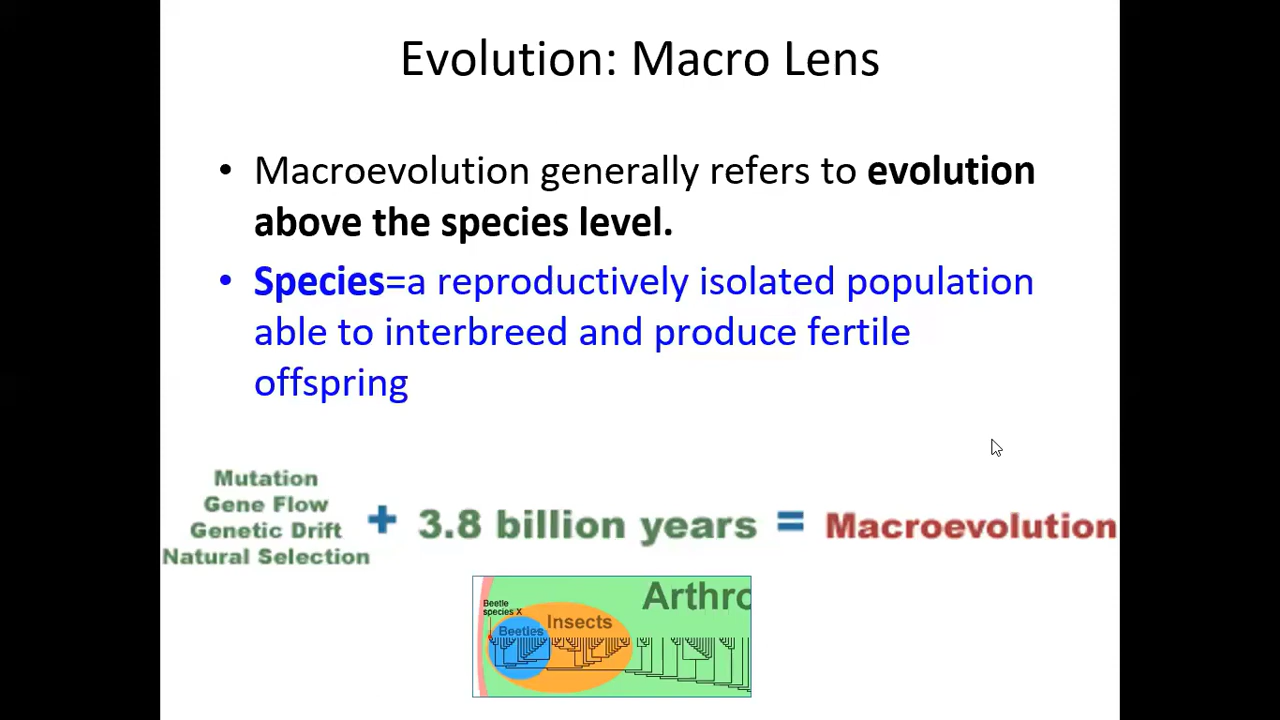 Evolution: Macro Lens
• Macroevolution generally refers to evolution
above the species level.
• Species=a reproductively isolated population
able to interbreed and produce fertile
offspring
Mutation
Gene Flow
Genetic Drift
Natural Selection
+ 3.8 billion years = Macroevolution
Arthro
Beetle
species X
Insects
Beetles